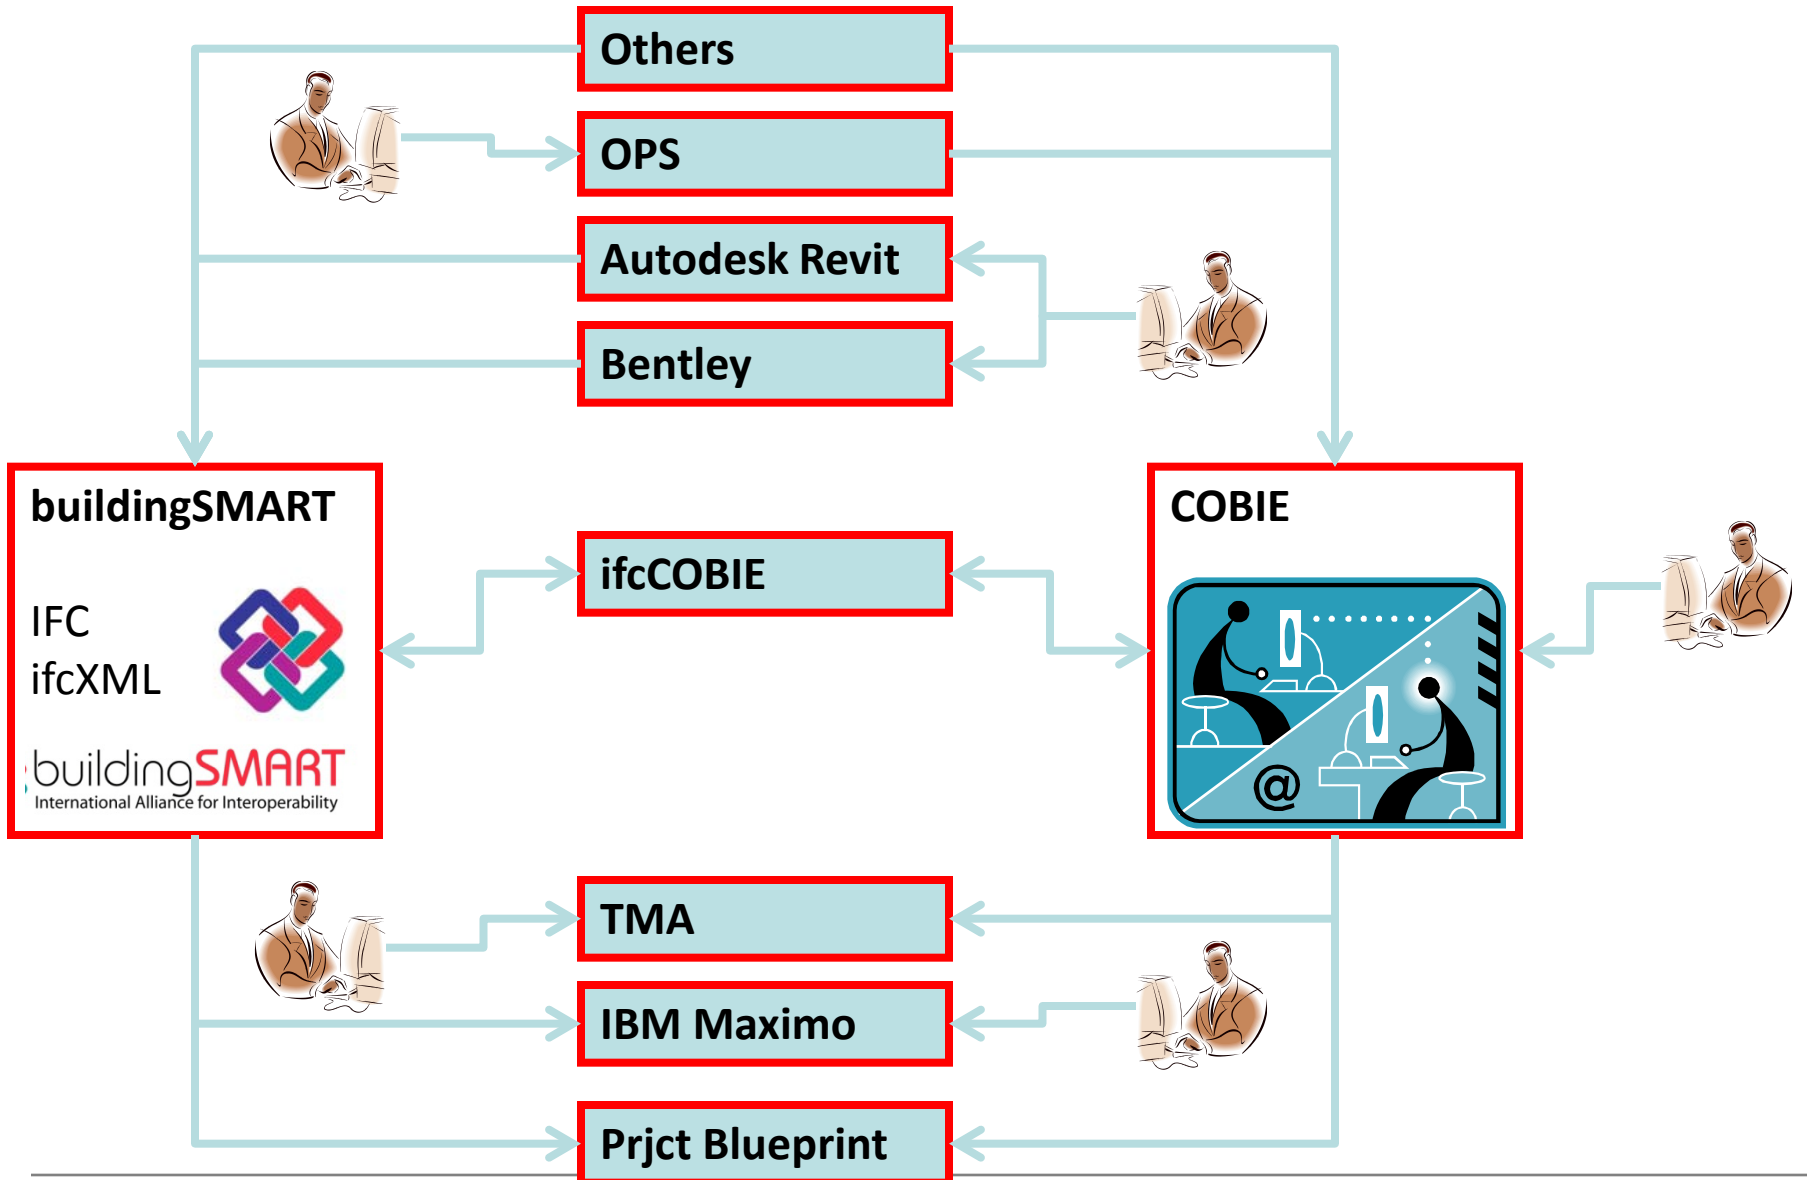 Others
OPS
Autodesk Revit
Bentley
buildingSMART
IFC
ifcXML
buildingSMART
International Alliance for Interoperability
ifcCOBIE
COBIE
@
TMA
IBM Maximo
Prjct Blueprint